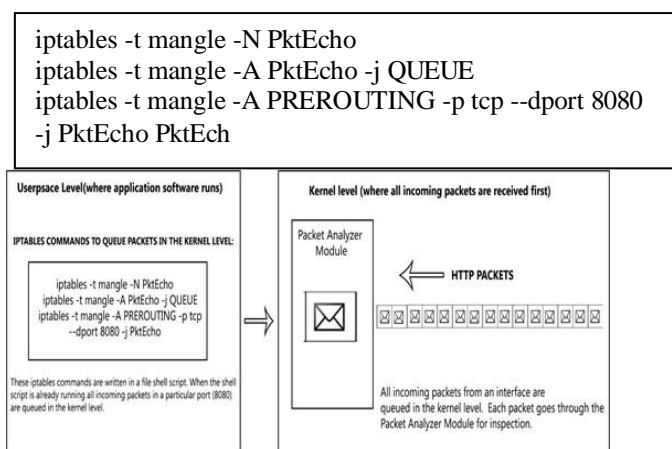 iptables -t mangle -N PktEcho
iptables -t mangle -A PktEcho -j QUEUE
iptables -t mangle -A PREROUTING -p tcp --dport 8080
-j PktEcho PktEch
Userpsace Level(where application software runs)
IPTABLES COMMANDS TO QUEUE PACKETS IN THE KERNEL LEVEL:
iptables -t mangle -N PktEcho
iptables -t mangle -A PktEcho -j QUEUE
iptables -t mangle -A PREROUTING -p tcp
--dport 8080 -j PktEcho
These iptables commands are written in a file shell script. When the shell
script is already running all incoming packets in a particular port (8080)
are queued in the kernel level.
Kernel level (where all incoming packets are received first)
Packet Analyzer
Module
HTTP PACKETS
All incoming packets from an interface are
queued in the kernel level. Each packet goes through the
Packet Analyzer Module for inspection.